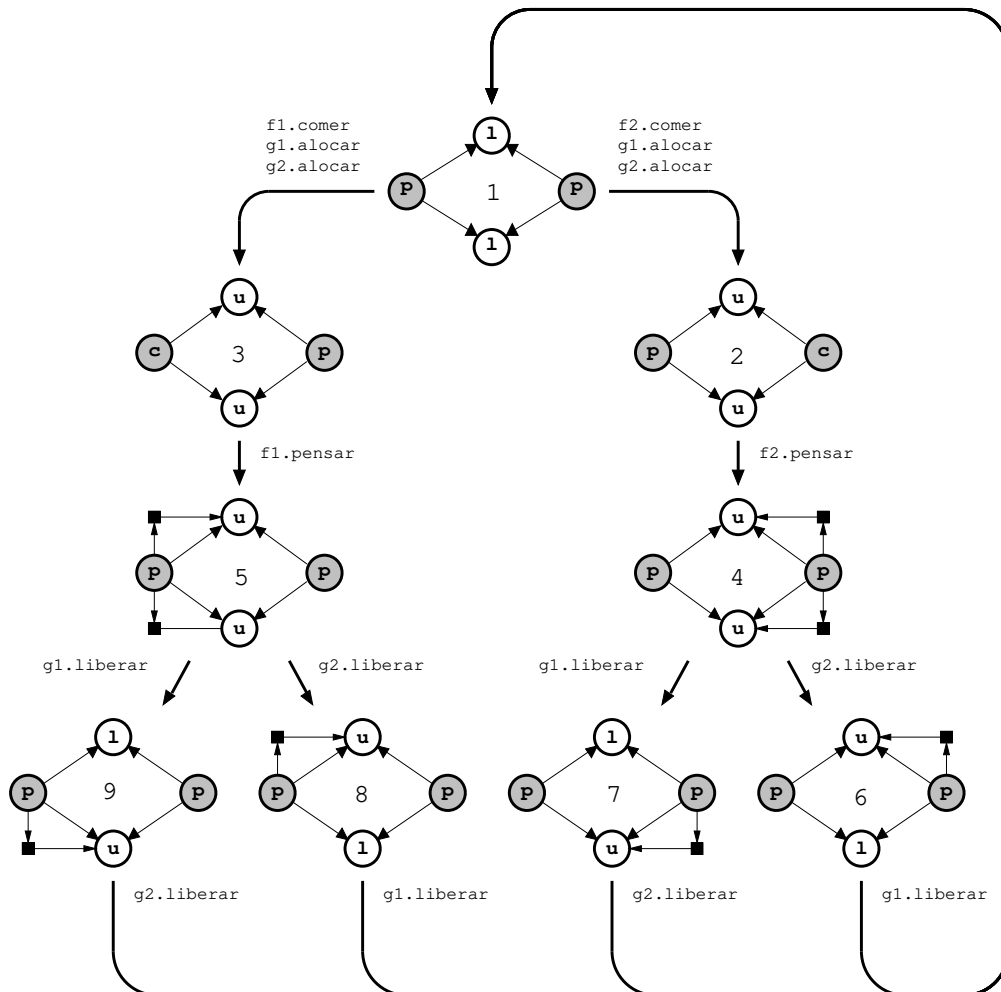 f1.comer
g1.alocar
g2.alocar
f2.comer
g1.alocar
g2.alocar
l
p 1 p
l
u
c 3 p
u
u
p 2 c
u
f1.pensar
f2.pensar
u
p 5 p
u
u
p 4 p
u
g1.liberar
g2.liberar
g1.liberar
g2.liberar
l
p 9 p
u
u
p 8 p
l
l
p 7 p
u
u
p 6 p
l
g2.liberar
g1.liberar
g2.liberar
g1.liberar